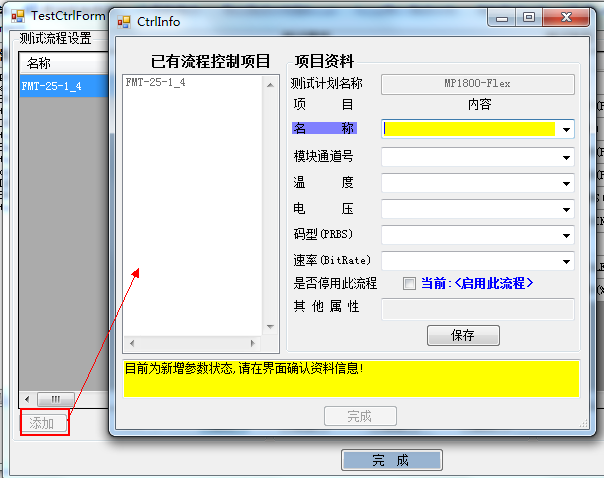 TestCtrlForm
测试流程设置
名称
FMT-25-1_4
添加
完 成
CtrlInfo
已有流程控制项目
FMT-25-1_4
项目资料
测试计划名称
MP1800-Flex
项 目
内容
名 称
模块通道号
温 度
电 压
码型(PRBS)
速率(BitRate)
是否停用此流程
当前:<启用此流程>
其 他 属 性
保存
目前为新增参数状态,请在界面确认资料信息!
完成